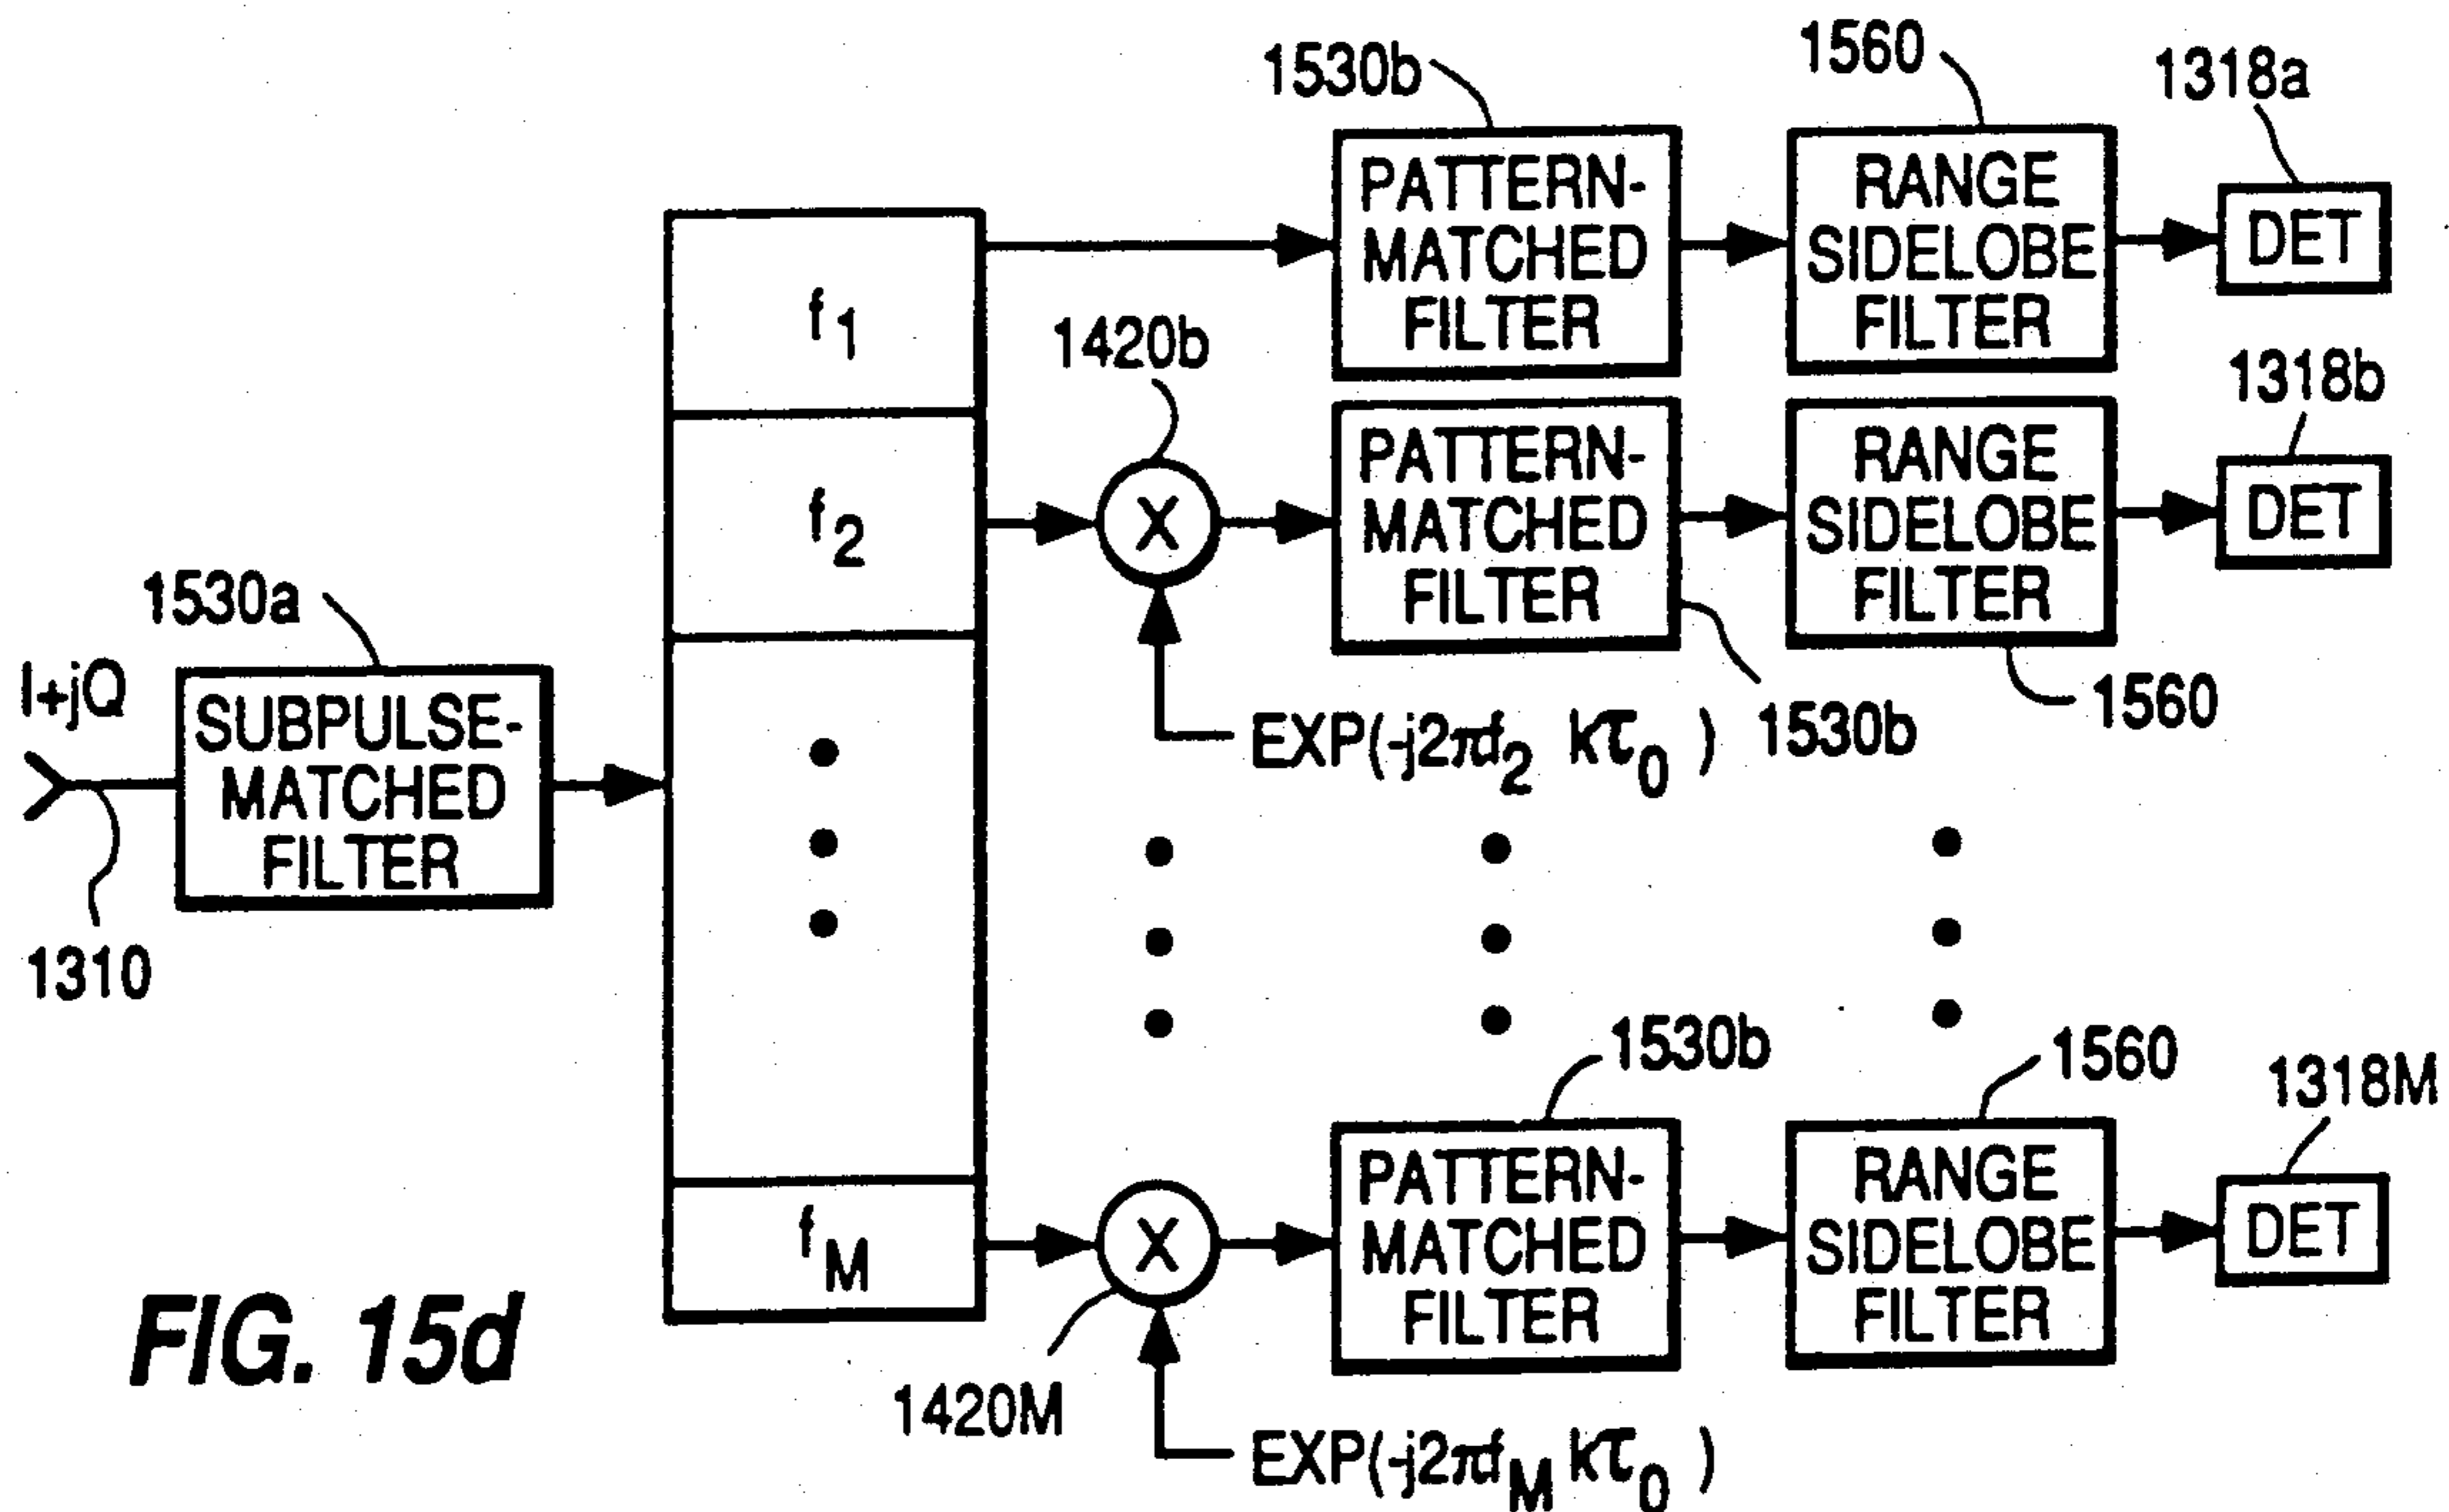 1530b
1560
1318a
PATTERN-
MATCHED
FILTER
RANGE
SIDELOBE
FILTER
DET
f1
1420b
1318b
f2
X
PATTERN-
MATCHED
FILTER
RANGE
SIDELOBE
FILTER
DET
1530a
I+jQ
SUBPULSE-
MATCHED
FILTER
1310
EXP(-j2πf2 kτ0)
1530b
1560
1530b
1560
1318M
fM
X
PATTERN-
MATCHED
FILTER
RANGE
SIDELOBE
FILTER
DET
1420M
EXP(-j2πfM kτ0)
FIG. 15d